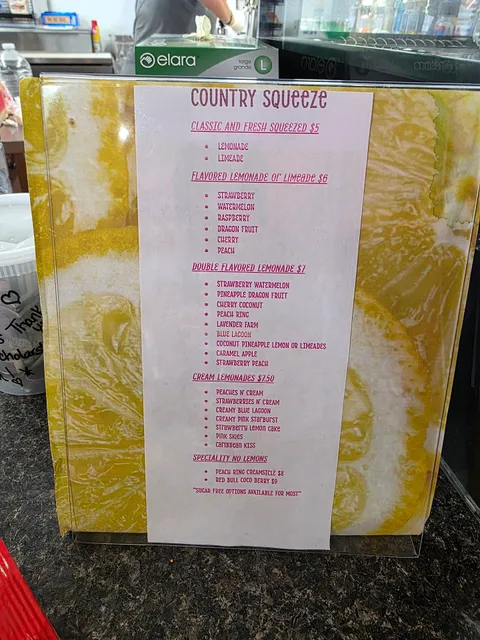 elara
large
grande
L
COUNTRY SQUEEZE
CLASSIC AND FRESH SQUEEZED $5
• LEMONADE
• LIMEADE
FLAVORED LEMONADE OR LIMEADE $6
• STRAWBERRY
• WATERMELON
• RASPBERRY
• DRAGON FRUIT
• CHERRY
• PEACH
DOUBLE FLAVORED LEMONADE $7
• STRAWBERRY WATERMELON
• PINEAPPLE DRAGON FRUIT
• CHERRY COCONUT
• PEACH RING
• LAVENDER FARM
• BLUE LAGOON
• COCONUT PINEAPPLE LEMON OR LIMEADES
• CARAMEL APPLE
• STRAWBERRY PEACH
CREAM LEMONADES $7.50
• PEACHES N' CREAM
• STRAWBERRIES N' CREAM
• CREAMY BLUE LAGOON
• CREAMY PINK STARBURST
• STRAWBERRY LEMON CAKE
• PINK SKIES
• CARIBBEAN KISS
SPECIALITY NO LEMONS
• PEACH RING CREAMSICLE $8
• RED BULL COCO BERRY $9
"SUGAR FREE OPTIONS AVAILABLE FOR MOST"